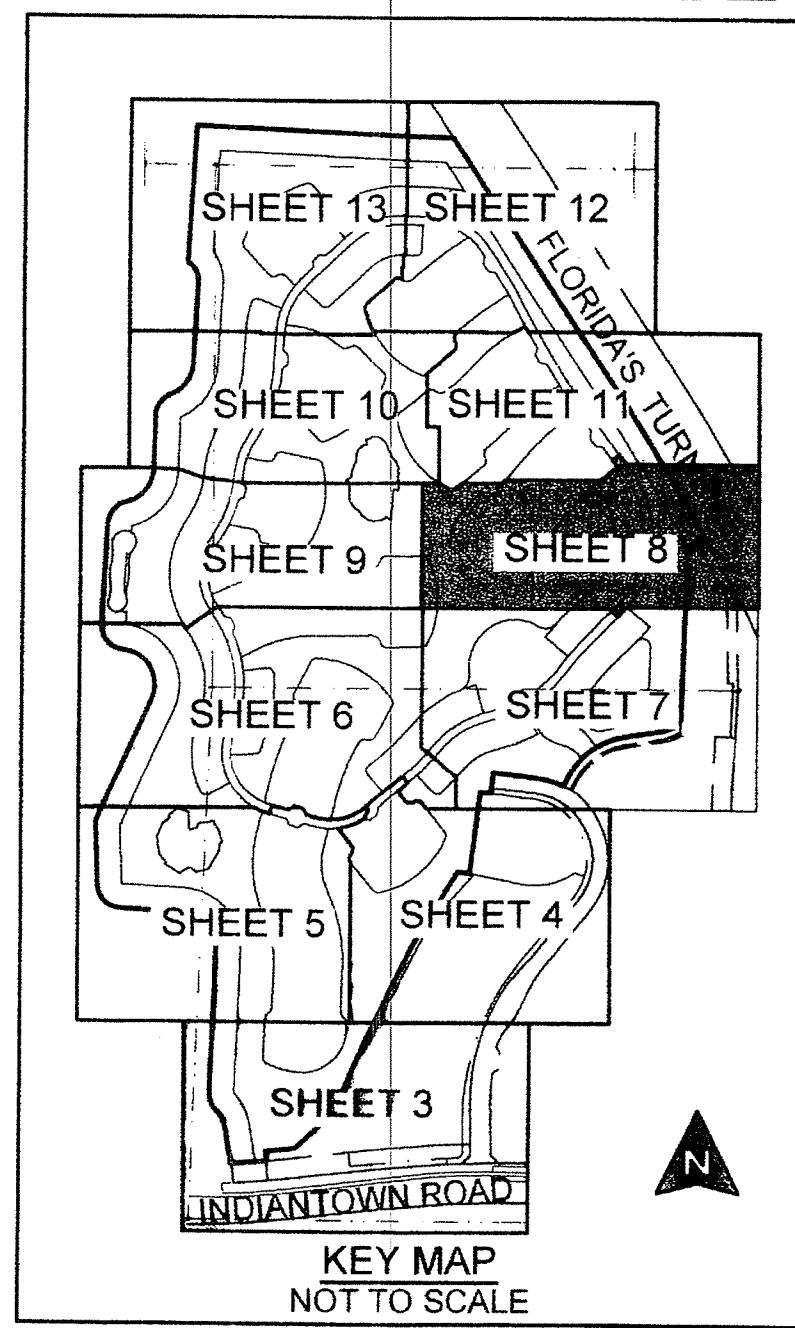 SHEET 13
SHEET 12
FLORIDA'S TURN
SHEET 10
SHEET 11
SHEET 9
SHEET 8
SHEET 6
SHEET 7
SHEET 5
SHEET 4
SHEET 3
N
INDIANTOWN ROAD
KEY MAP
NOT TO SCALE